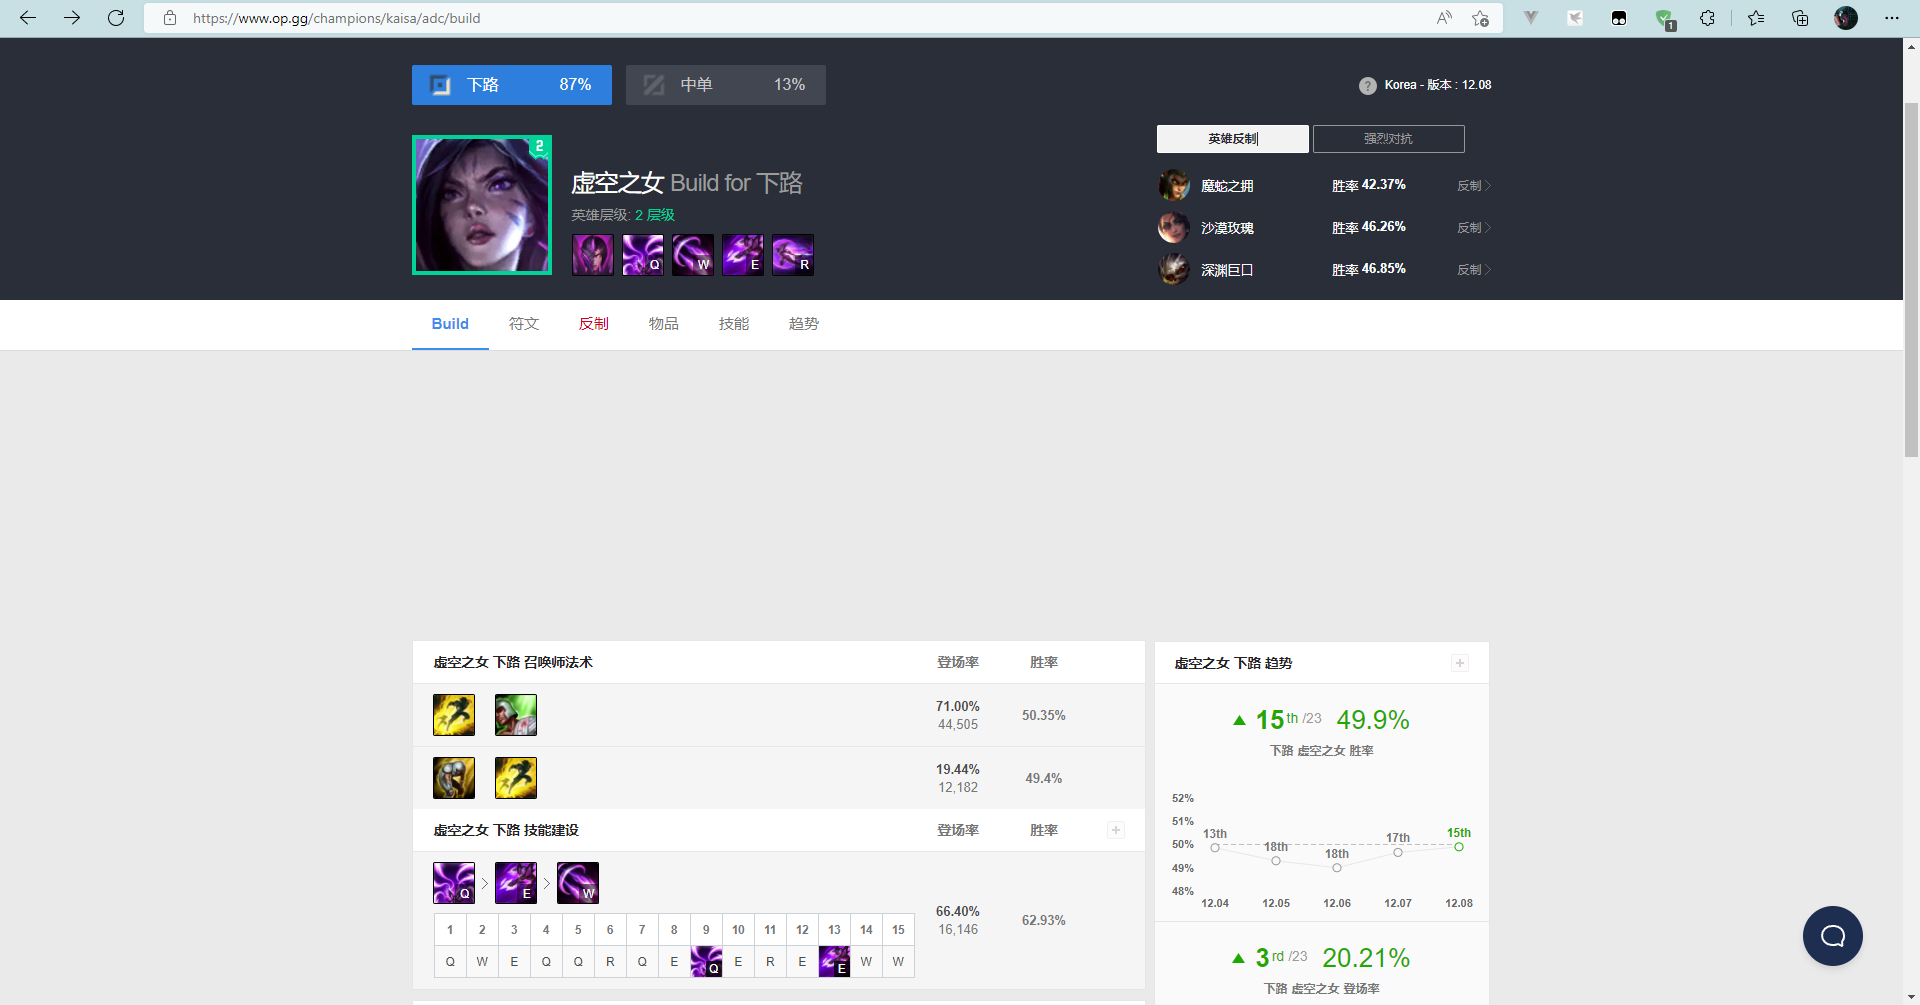 https://www.op.gg/champions/kaisa/adc/build
1
下路 87%
中单 13%
? Korea - 版本 : 12.08
2
虚空之女 Build for 下路
英雄层级: 2 层级
Q W E R
英雄反制 强烈对抗
魔蛇之拥 胜率 42.37% 反制
沙漠玫瑰 胜率 46.26% 反制
深渊巨口 胜率 46.85% 反制
Build 符文 反制 物品 技能 趋势
虚空之女 下路 召唤师法术 登场率 胜率
71.00%
44,505
50.35%
19.44%
12,182
49.4%
虚空之女 下路 技能建设 登场率 胜率 +
Q E W
1 2 3 4 5 6 7 8 9 10 11 12 13 14 15
Q W E Q Q R Q E Q E R E E W W
66.40%
16,146
62.93%
虚空之女 下路 趋势 +
15th /23 49.9%
下路 虚空之女 胜率
52%
51%
50%
49%
48%
13th 18th 18th 17th 15th
12.04 12.05 12.06 12.07 12.08
3rd /23 20.21%
下路 虚空之女 登场率